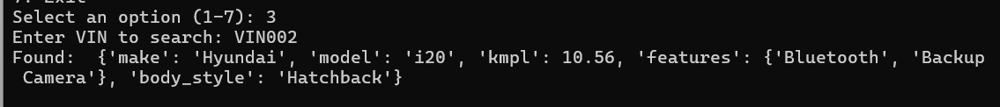 7. Exit
Select an option (1-7): 3
Enter VIN to search: VIN002
Found:  {'make': 'Hyundai', 'model': 'i20', 'kmpl': 10.56, 'features': {'Bluetooth', 'Backup
 Camera'}, 'body_style': 'Hatchback'}